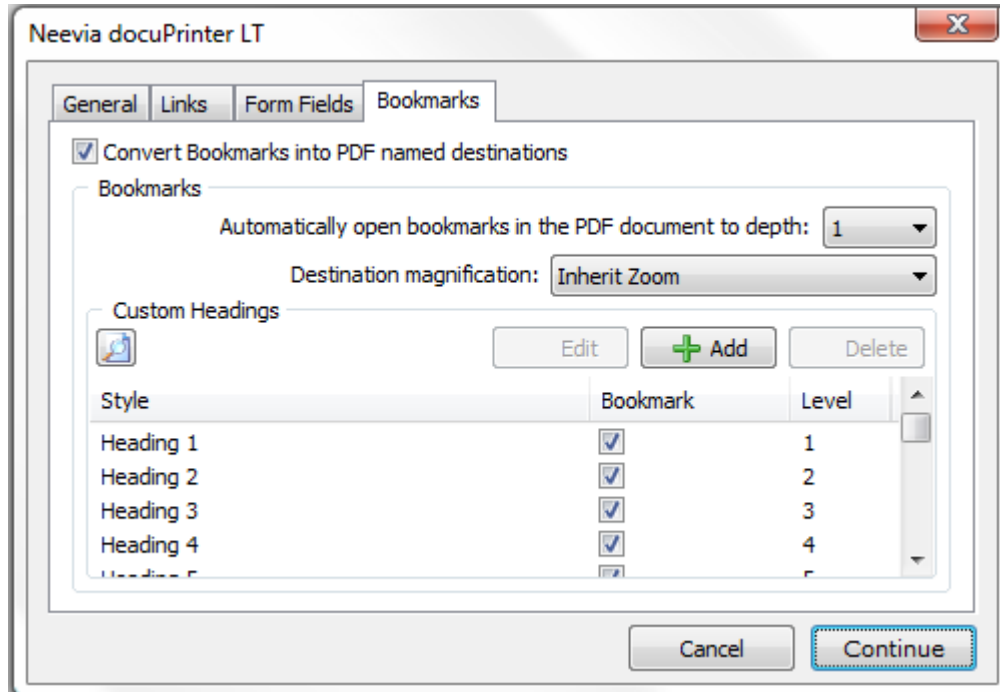 Neevia docuPrinter LT
General Links Form Fields Bookmarks
Convert Bookmarks into PDF named destinations
Bookmarks
Automatically open bookmarks in the PDF document to depth: 1
Destination magnification: Inherit Zoom
Custom Headings
Edit Add Delete
Style Bookmark Level
Heading 1 1
Heading 2 2
Heading 3 3
Heading 4 4
Cancel Continue